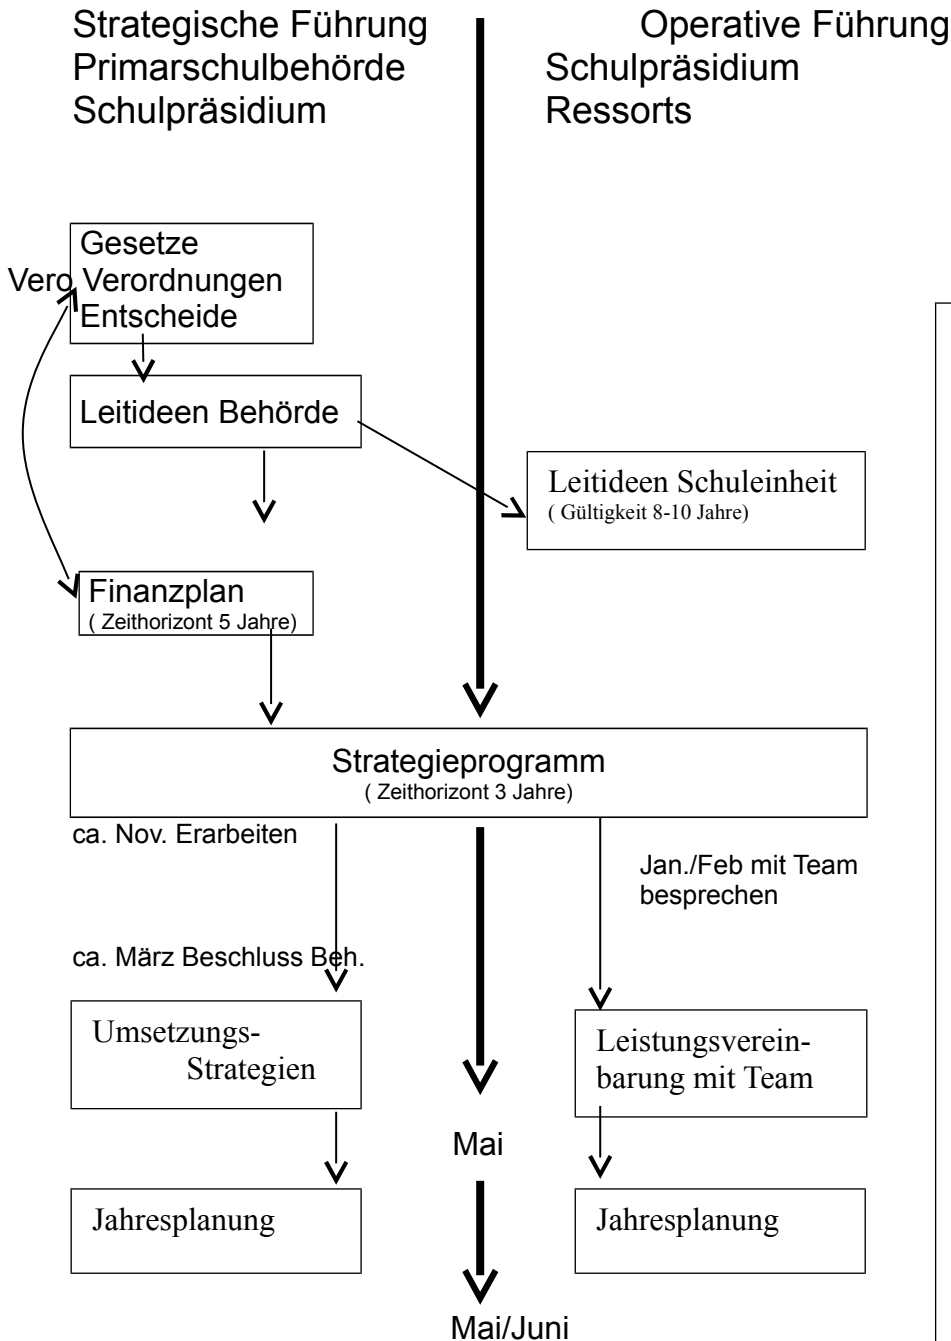 Strategische Führung
Primarschulbehörde
Schulpräsidium
Operative Führung
Schulpräsidium
Ressorts
Gesetze
Vero Verordnungen
Entscheide
Leitideen Behörde
Leitideen Schuleinheit
( Gültigkeit 8-10 Jahre)
Finanzplan
( Zeithorizont 5 Jahre)
Strategieprogramm
( Zeithorizont 3 Jahre)
ca. Nov. Erarbeiten
Jan./Feb mit Team
besprechen
ca. März Beschluss Beh.
Umsetzungs-
Strategien
Leistungsverein-
barung mit Team
Mai
Jahresplanung
Jahresplanung
Mai/Juni